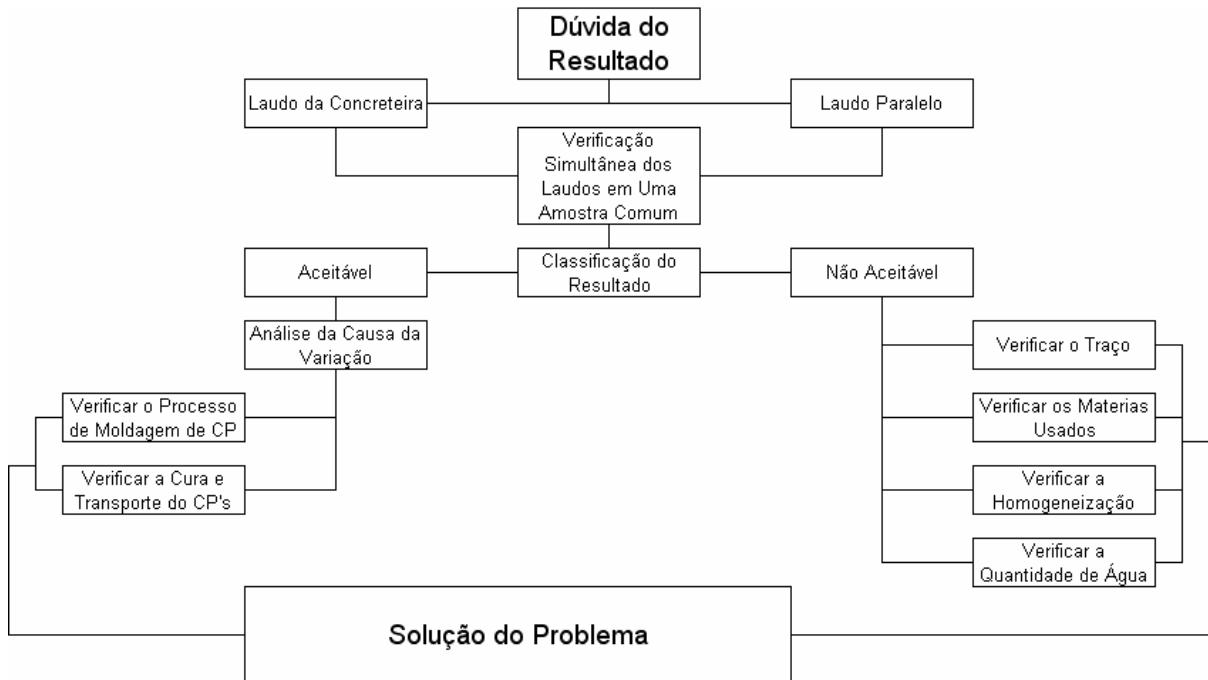 Dúvida do
Resultado
Laudo da Concreteira
Laudo Paralelo
Verificação
Simultânea dos
Laudos em Uma
Amostra Comum
Aceitável
Classificação do
Resultado
Não Aceitável
Análise da Causa da
Variação
Verificar o Traço
Verificar o Processo
de Moldagem de CP
Verificar os Materias
Usados
Verificar a Cura e
Transporte do CP's
Verificar a
Homogeneização
Verificar a
Quantidade de Água
Solução do Problema